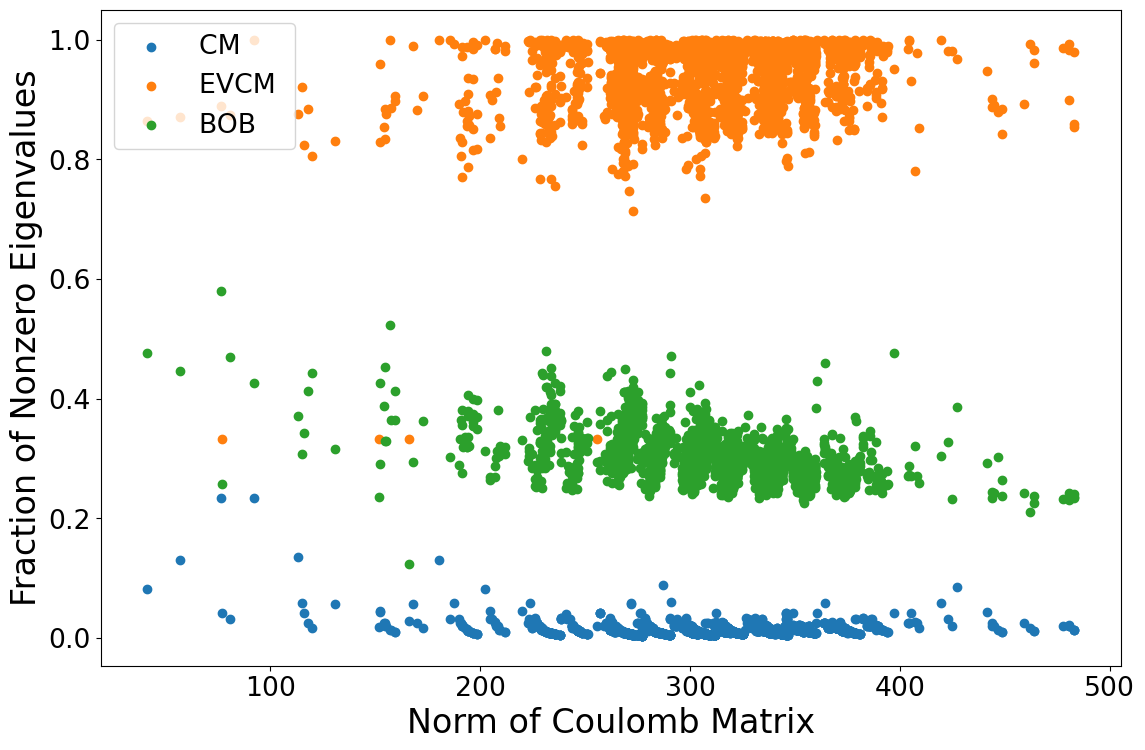 CM
EVCM
BOB
1.0
0.8
0.6
0.4
0.2
0.0
Fraction of Nonzero Eigenvalues
100 200 300 400 500
Norm of Coulomb Matrix